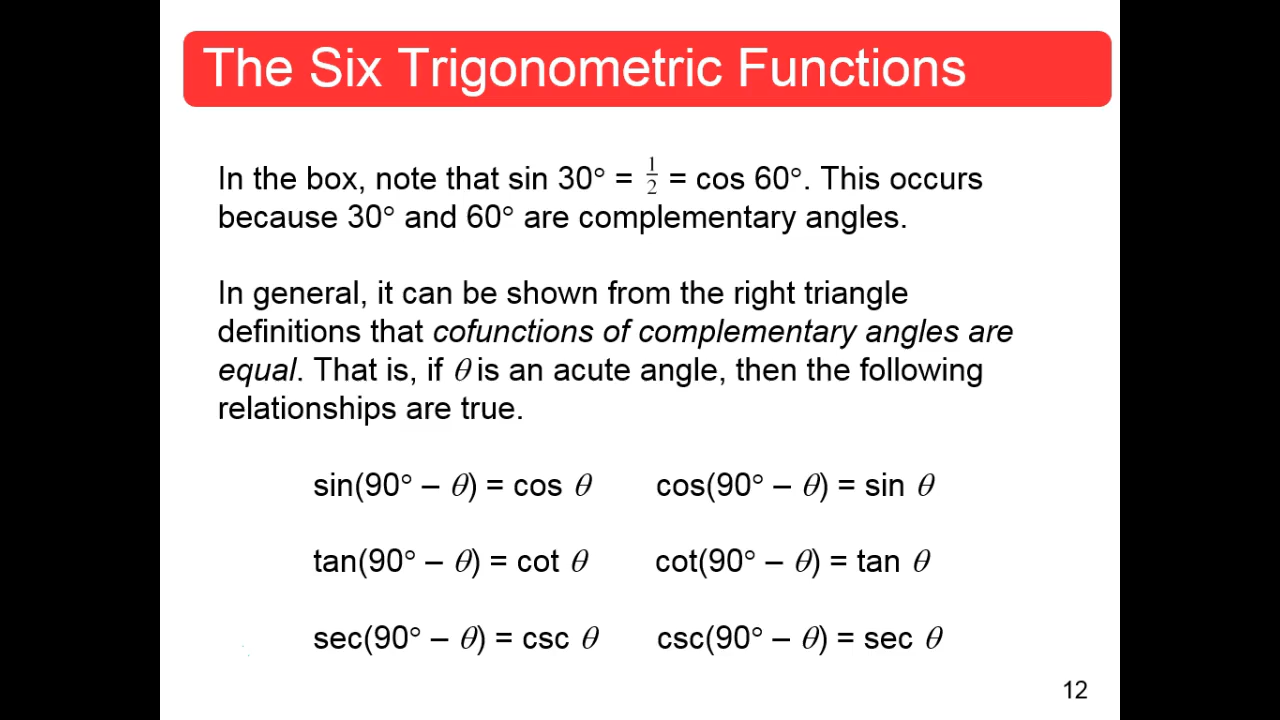 The Six Trigonometric Functions
In the box, note that sin 30° = 1/2 = cos 60°. This occurs
because 30° and 60° are complementary angles.
In general, it can be shown from the right triangle
definitions that cofunctions of complementary angles are
equal. That is, if θ is an acute angle, then the following
relationships are true.
sin(90° – θ) = cos θ cos(90° – θ) = sin θ
tan(90° – θ) = cot θ cot(90° – θ) = tan θ
sec(90° – θ) = csc θ csc(90° – θ) = sec θ
12